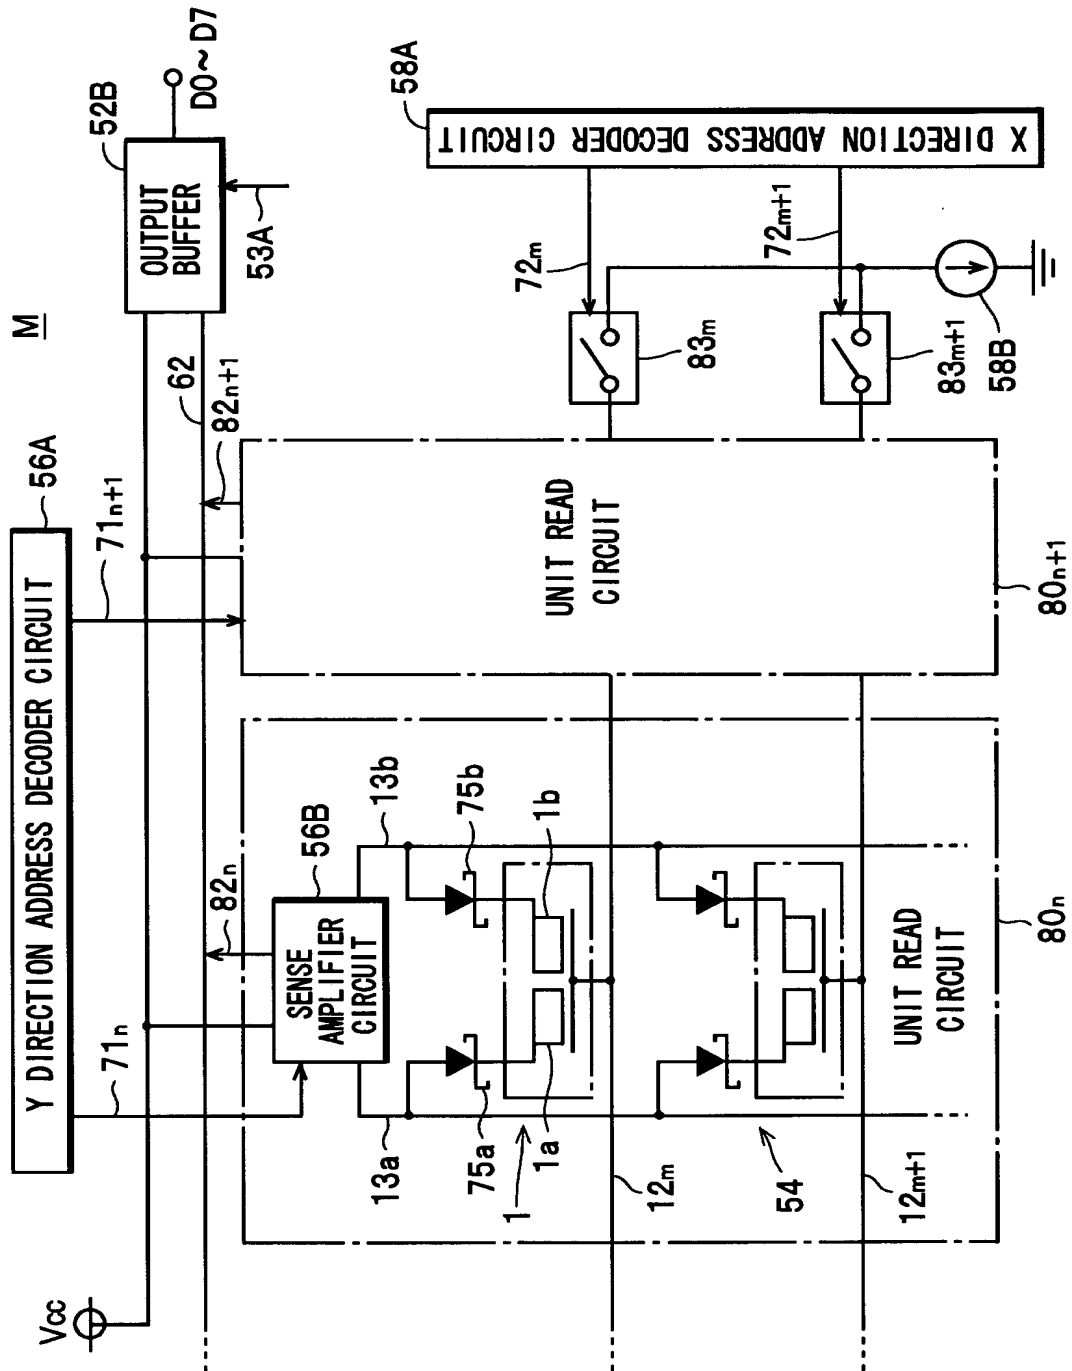 M
Y DIRECTION ADDRESS DECODER CIRCUIT
56A
Vcc
71n
82n
71n+1
62
82n+1
OUTPUT
BUFFER
52B
D0~D7
53A
SENSE
AMPLIFIER
CIRCUIT
56B
13a
13b
75a
75b
1
1a
1b
12m
54
12m+1
UNIT READ
CIRCUIT
80n
UNIT READ
CIRCUIT
80n+1
72m
83m
72m+1
83m+1
58B
X DIRECTION ADDRESS DECODER CIRCUIT
58A